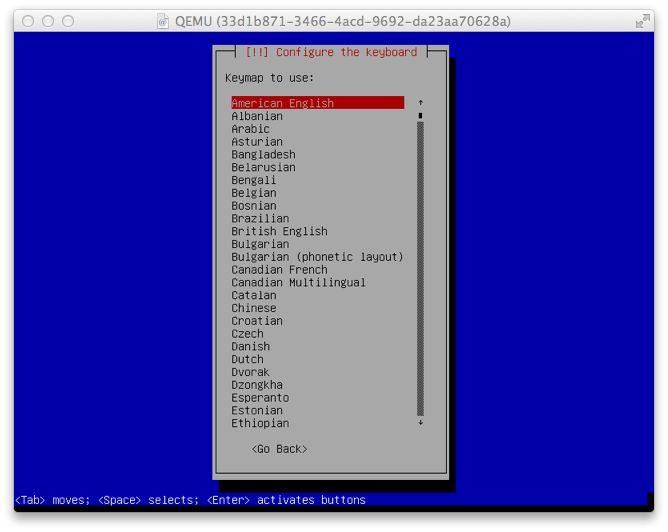 QEMU (33d1b871-3466-4acd-9692-da23aa70628a)
[!!] Configure the keyboard
Keymap to use:
American English
Albanian
Arabic
Asturian
Bangladesh
Belarusian
Bengali
Belgian
Bosnian
Brazilian
British English
Bulgarian
Bulgarian (phonetic layout)
Canadian French
Canadian Multilingual
Catalan
Chinese
Croatian
Czech
Danish
Dutch
Dvorak
Dzongkha
Esperanto
Estonian
Ethiopian
<Go Back>
<Tab> moves; <Space> selects; <Enter> activates buttons